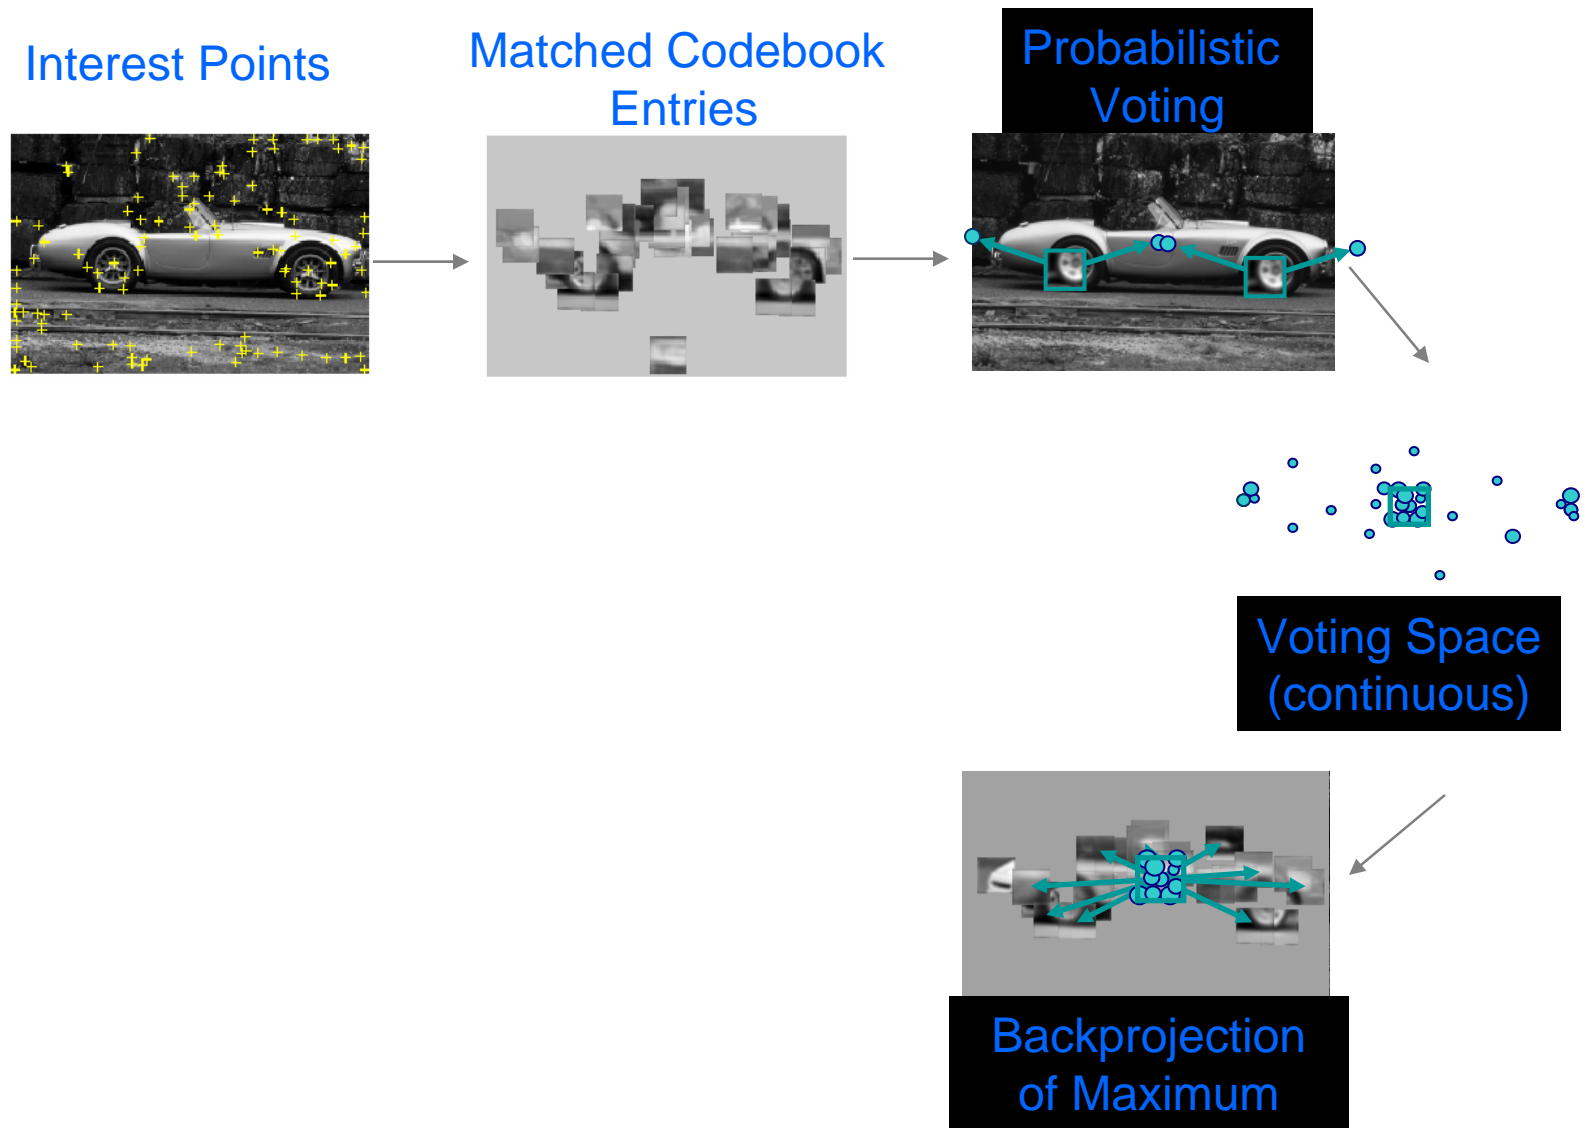 Interest Points
Matched Codebook
Entries
Probabilistic
Voting
Voting Space
(continuous)
Backprojection
of Maximum